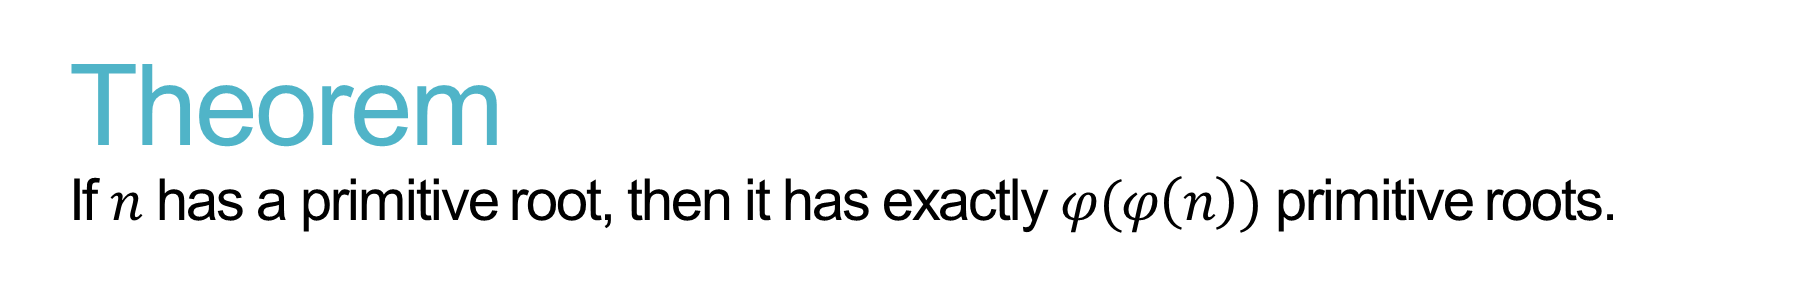 Theorem
If 𝑛 has a primitive root, then it has exactly 𝜑(𝜑(𝑛)) primitive roots.